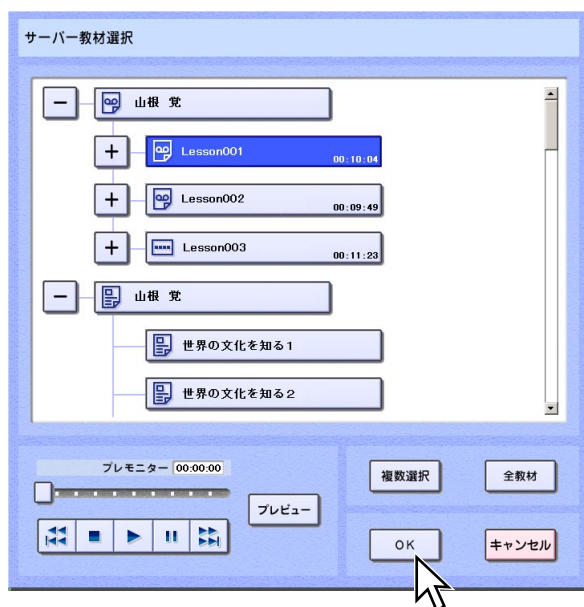 サーバー教材選択
山根 党
Lesson001 00:10:04
Lesson002 00:09:49
Lesson003 00:11:23
山根 党
世界の文化を知る1
世界の文化を知る2
プレモニター 00:00:00
プレビュー
複数選択
全教材
OK
キャンセル